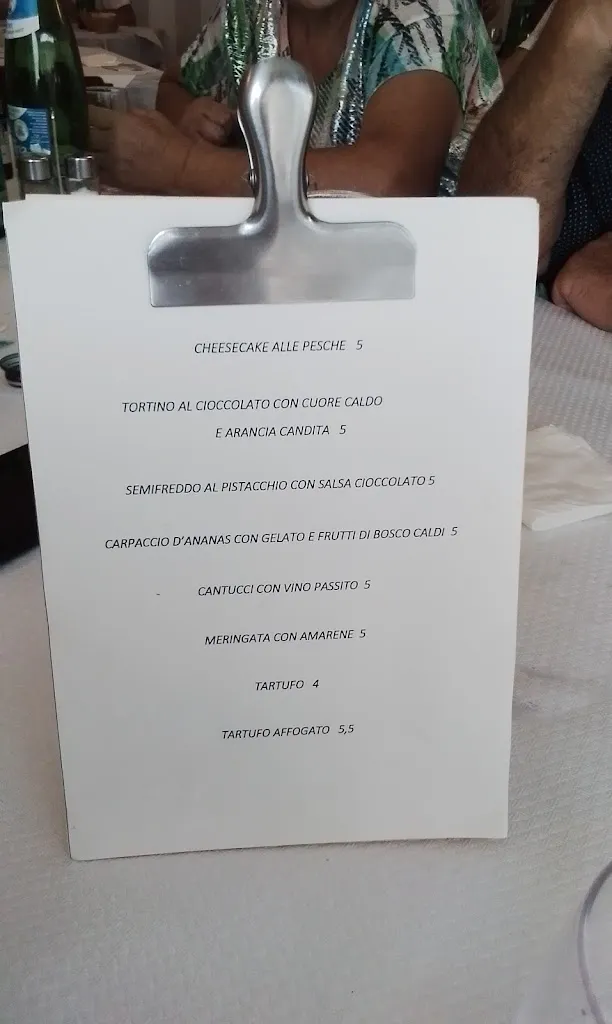 CHEESECAKE ALLE PESCHE 5
TORTINO AL CIOCCOLATO CON CUORE CALDO
E ARANCIA CANDITA 5
SEMIFREDDO AL PISTACCHIO CON SALSA CIOCCOLATO 5
CARPACCIO D'ANANAS CON GELATO E FRUTTI DI BOSCO CALDI 5
- CANTUCCI CON VINO PASSITO 5
MERINGATA CON AMARENE 5
TARTUFO 4
TARTUFO AFFOGATO 5,5